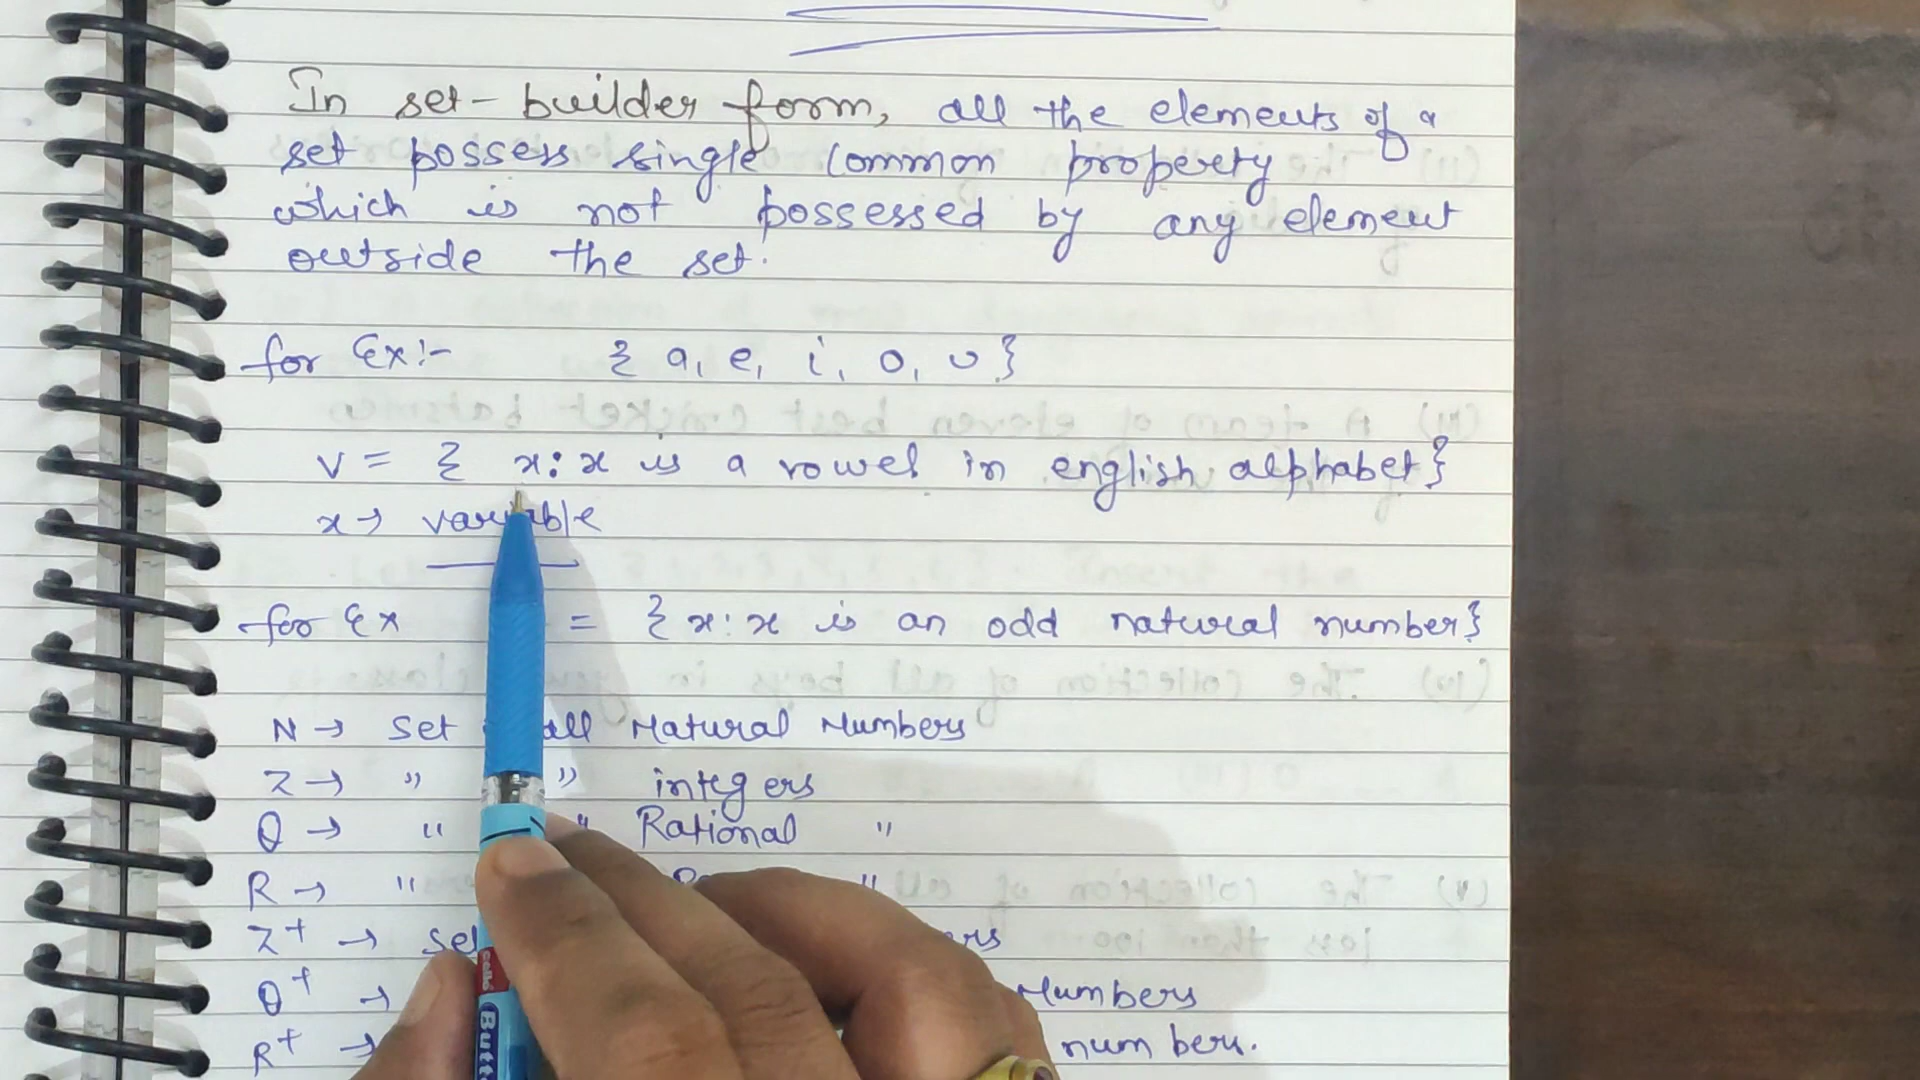 In set-builder form, all the elements of a
set possess single common property
which is not possessed by any element
outside the set.
for Ex:- { a, e, i, o, u }
V = { x : x is a vowel in english alphabet}
x → variable
for Ex = {x : x is an odd natural number}
N → Set all Natural Numbers
Z → " " integers
Q → " " Rational "
R → " "
Z+ →
Q+ → Numbers
R+ → numbers.